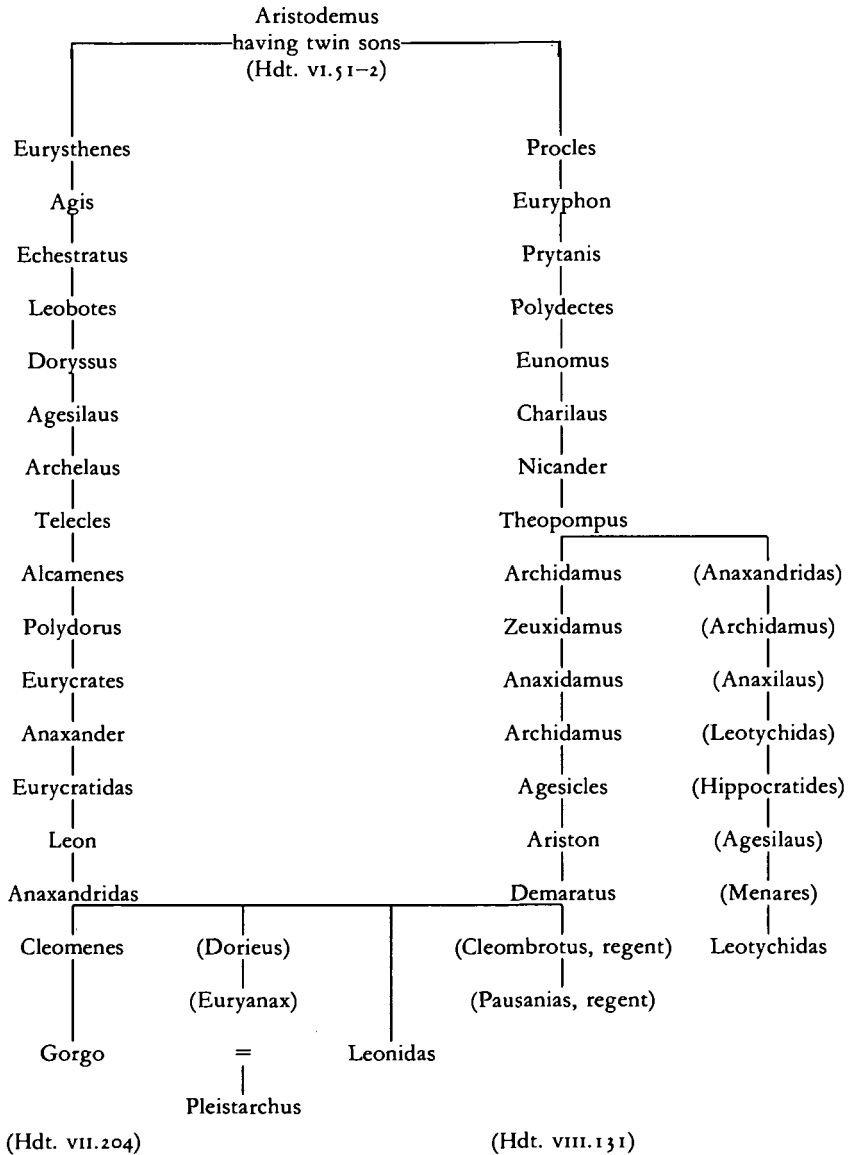 Aristodemus
having twin sons
(Hdt. VI.51–2)
Eurysthenes Procles
Agis Euryphon
Echestratus Prytanis
Leobotes Polydectes
Doryssus Eunomus
Agesilaus Charilaus
Archelaus Nicander
Telecles Theopompus
Alcamenes Archidamus (Anaxandridas)
Polydorus Zeuxidamus (Archidamus)
Eurycrates Anaxidamus (Anaxilaus)
Anaxander Archidamus (Leotychidas)
Eurycratidas Agesicles (Hippocratides)
Leon Ariston (Agesilaus)
Anaxandridas Demaratus (Menares)
Cleomenes (Dorieus) (Cleombrotus, regent) Leotychidas
(Euryanax) (Pausanias, regent)
Gorgo = Leonidas
Pleistarchus
(Hdt. VII.204) (Hdt. VIII.131)